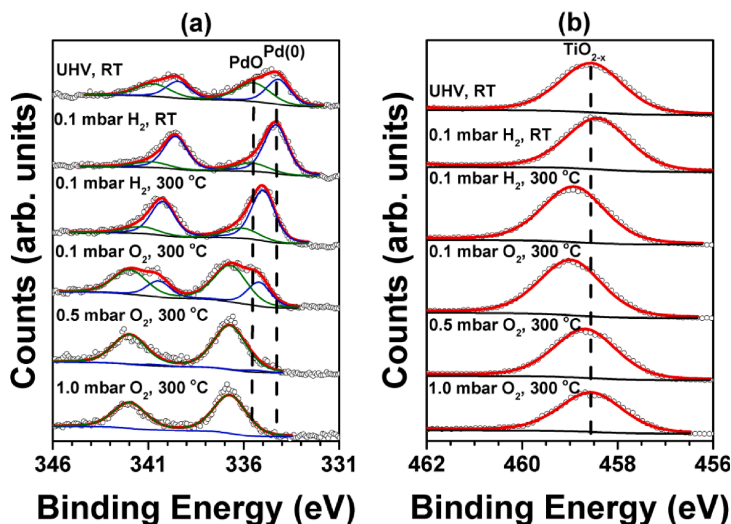 (a)
PdO Pd(0)
UHV, RT
0.1 mbar H₂, RT
0.1 mbar H₂, 300 °C
0.1 mbar O₂, 300 °C
0.5 mbar O₂, 300 °C
1.0 mbar O₂, 300 °C
Counts (arb. units)
346 341 336 331
Binding Energy (eV)
(b)
TiO₂₋ₓ
UHV, RT
0.1 mbar H₂, RT
0.1 mbar H₂, 300 °C
0.1 mbar O₂, 300 °C
0.5 mbar O₂, 300 °C
1.0 mbar O₂, 300 °C
Counts (arb. units)
462 460 458 456
Binding Energy (eV)